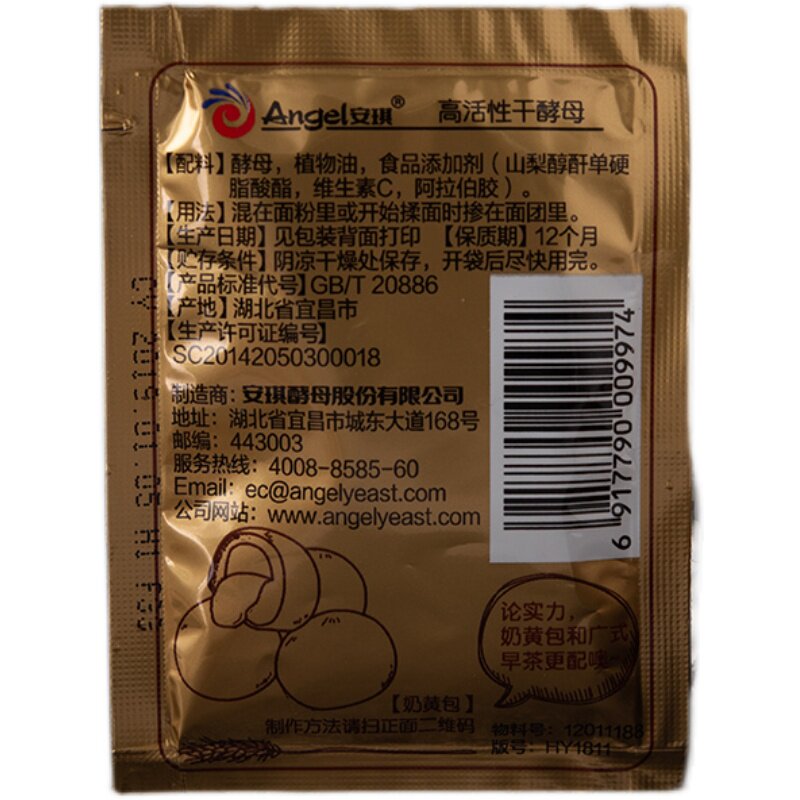 Angel安琪® 高活性干酵母
【配料】酵母，植物油，食品添加剂（山梨醇酐单硬
脂酸酯，维生素C，阿拉伯胶）。
【用法】混在面粉里或开始揉面时掺在面团里。
【生产日期】见包装背面打印 【保质期】12个月
【贮存条件】阴凉干燥处保存，开袋后尽快用完。
【产品标准代号】GB/T 20886
【产地】湖北省宜昌市
【生产许可证编号】
SC20142050300018
制造商：安琪酵母股份有限公司
地址：湖北省宜昌市城东大道168号
邮编：443003
服务热线：4008-8585-60
Email：ec@angelyeast.com
公司网站：www.angelyeast.com
6 917790 009974
论实力，
奶黄包和广式
早茶更配噢~
【奶黄包】
制作方法请扫正面二维码
物料号：12011188
版号：HY1811